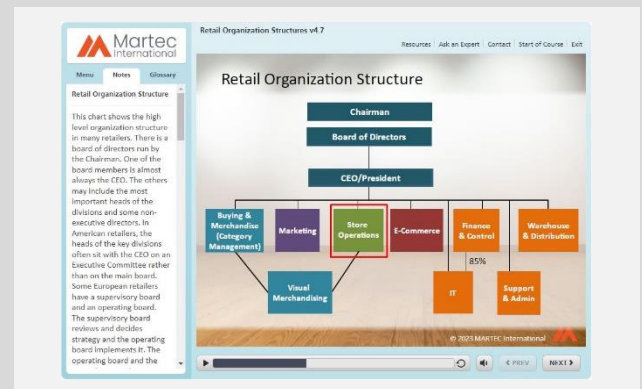 Martec
International
Retail Organization Structures v4.7
Resources
Ask an Expert
Contact
Start of Course
Exit
Menu
Notes
Glossary
Retail Organization Structure
This chart shows the high
level organization structure
in many retailers. There is a
board of directors run by
the Chairman. One of the
board members is almost
always the CEO. The others
may include the most
important heads of the
divisions and some non-
executive directors. In
American retailers, the
heads of the key divisions
often sit with the CEO on an
Executive Committee rather
than on the main board.
Some European retailers
have a supervisory board
and an operating board.
The supervisory board
reviews and decides
strategy and the operating
board implements it. The
operating board and the
Retail Organization Structure
Chairman
Board of Directors
CEO/President
Buying &
Merchandise
(Category
Management)
Marketing
Store
Operations
E-Commerce
Finance
& Control
Warehouse
& Distribution
85%
Visual
Merchandising
IT
Support
& Admin
© 2023 MARTEC International
< PREV
NEXT >